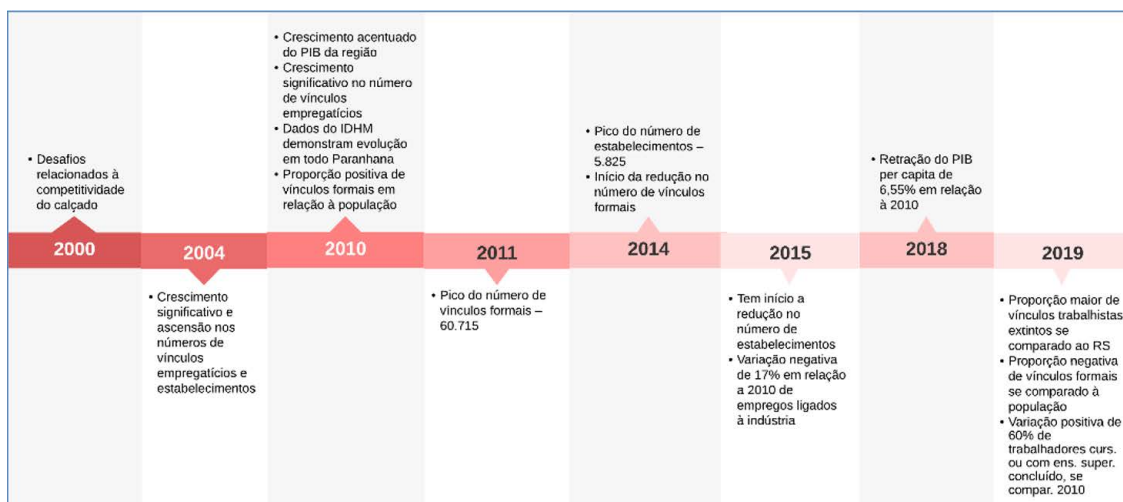 • Desafios
relacionados à
competitividade
do calçado
2000
2004
• Crescimento
significativo e
ascensão nos
números de
vínculos
empregatícios e
estabelecimentos
• Crescimento acentuado
do PIB da região
• Crescimento
significativo no número
de vínculos
empregatícios
• Dados do IDHM
demonstram evolução
em todo Paranhana
• Proporção positiva de
vínculos formais em
relação à população
2010
2011
• Pico do número de
vínculos formais –
60.715
• Pico do número de
estabelecimentos –
5.825
• Início da redução no
número de vínculos
formais
2014
2015
• Tem início a
redução no
número de
estabelecimentos
• Variação negativa
de 17% em relação
a 2010 de
empregos ligados
à indústria
• Retração do PIB
per capita de
6,55% em relação
à 2010
2018
2019
• Proporção maior de
vínculos trabalhistas
extintos se
comparado ao RS
• Proporção negativa
de vínculos formais
se comparado à
população
• Variação positiva de
60% de
trabalhadores curs.
ou com ens. super.
concluído, se
compar. 2010